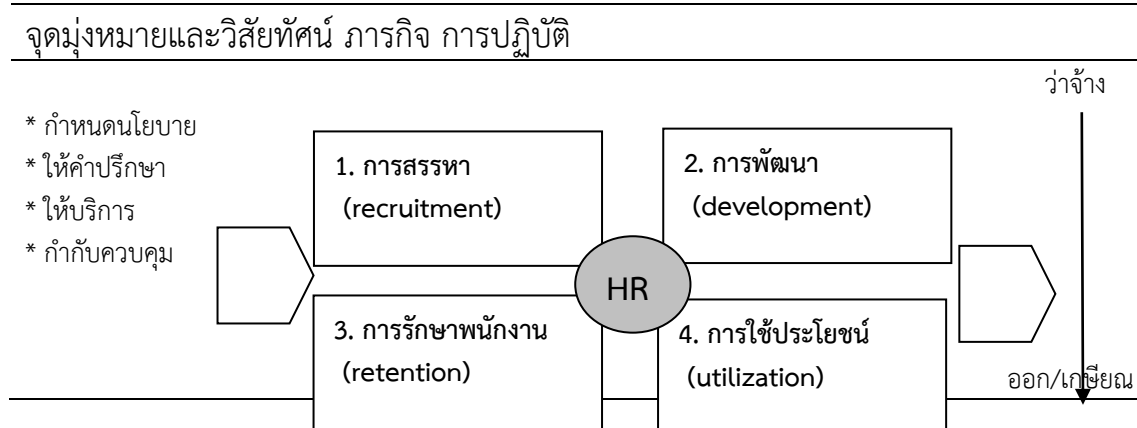 จุดมุ่งหมายและวิสัยทัศน์ ภารกิจ การปฏิบัติ
ว่าจ้าง
* กำหนดนโยบาย
* ให้คำปรึกษา
* ให้บริการ
* กำกับควบคุม
1. การสรรหา
(recruitment)
2. การพัฒนา
(development)
HR
3. การรักษาพนักงาน
(retention)
4. การใช้ประโยชน์
(utilization)
ออก/เกษียณ